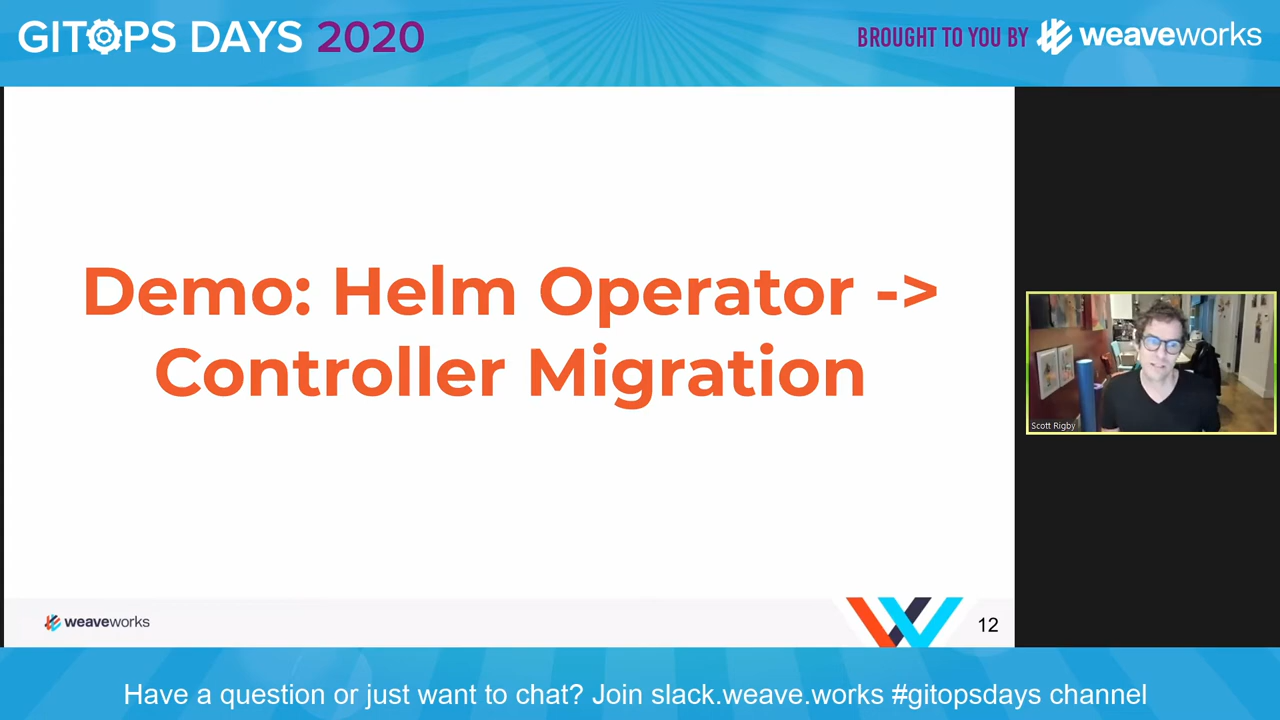 GITOPS DAYS 2020
BROUGHT TO YOU BY weaveworks
Demo: Helm Operator ->
Controller Migration
Scott Rigby
weaveworks
12
Have a question or just want to chat? Join slack.weave.works #gitopsdays channel